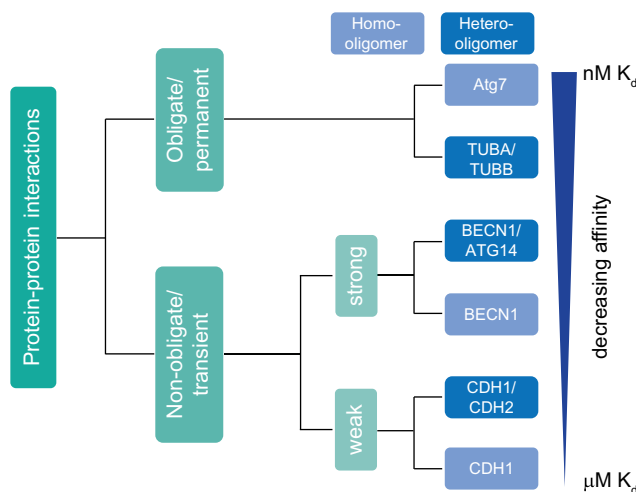 Homo-
oligomer
Hetero-
oligomer
Protein-protein interactions
Obligate/
permanent
Atg7
TUBA/
TUBB
Non-obligate/
transient
strong
BECN1/
ATG14
BECN1
weak
CDH1/
CDH2
CDH1
nM Kd
decreasing affinity
μM Kd